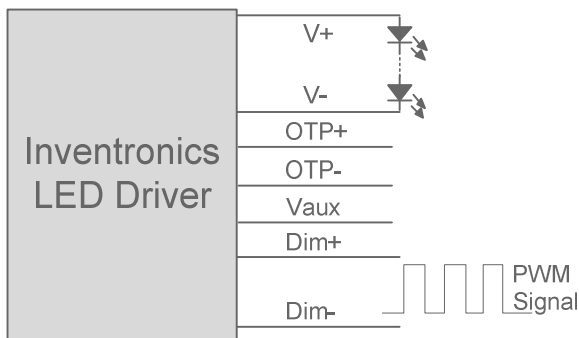 Inventronics
LED Driver
V+
V-
OTP+
OTP-
Vaux
Dim+
Dim-
PWM
Signal